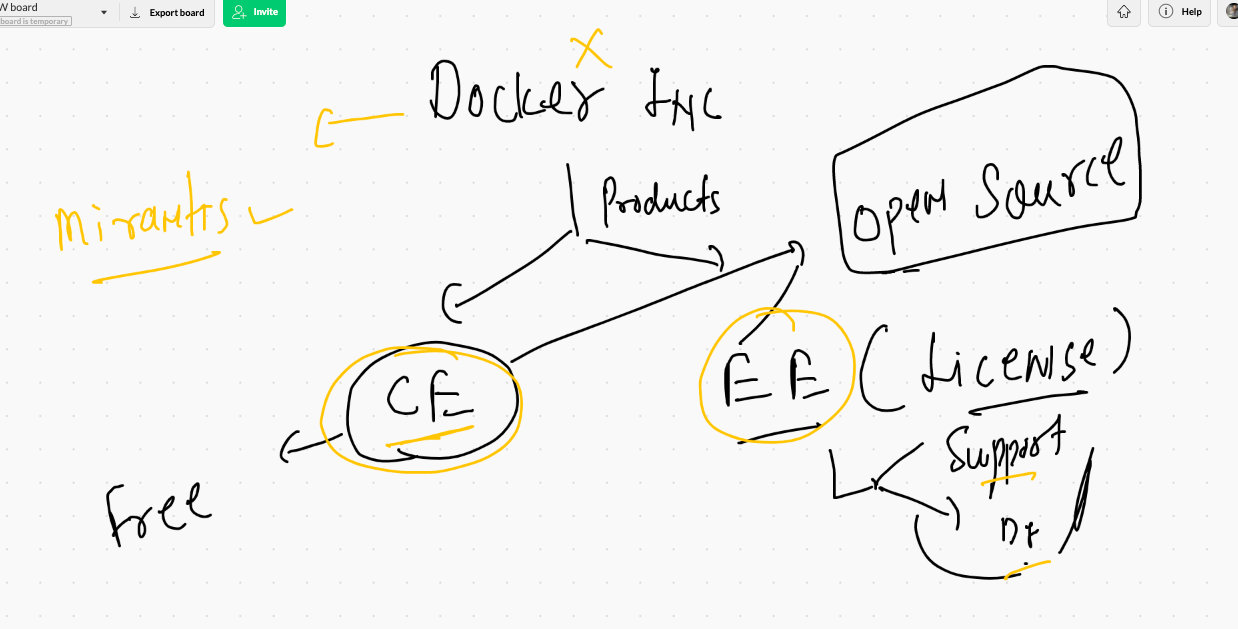 W board
board is temporary
Export board
Invite
Help
X
Docker Inc
Products
Open Source
Mirantis
CE
EE (License)
Support
Free